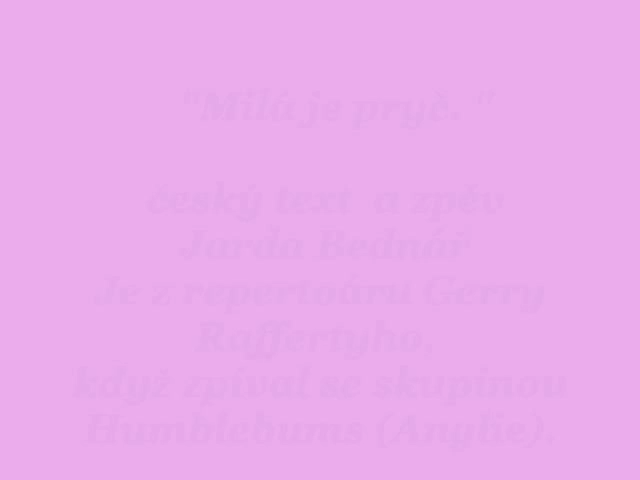 "Milá je pryč. "
český text a zpěv
Jarda Bednář
Je z repertoáru Gerry
Raffertyho,
když zpíval se skupinou
Humblebums (Anglie).